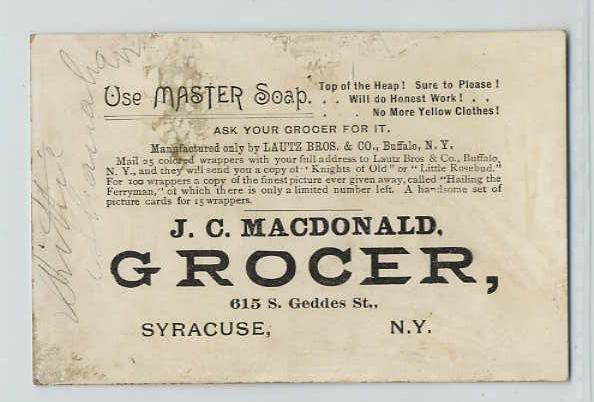 Use MASTER Soap.
Top of the Heap! Sure to Please!
. . . Will do Honest Work! . .
. . . No More Yellow Clothes!
ASK YOUR GROCER FOR IT.
Manufactured only by LAUTZ BROS. & CO., Buffalo, N. Y.
Mail 25 colored wrappers with your full address to Lautz Bros & Co., Buffalo,
N. Y., and they will send you a copy of "Knights of Old" or "Little Rosebud."
For 100 wrappers a copy of the finest picture ever given away, called "Hailing the
Ferryman," of which there is only a limited number left. A handsome set of
picture cards for 15 wrappers.
J. C. MACDONALD,
GROCER,
615 S. Geddes St.,
SYRACUSE, N.Y.